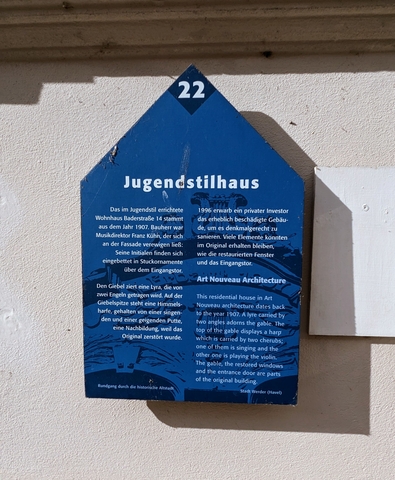 22
Jugendstilhaus
Das im Jugendstil errichtete
Wohnhaus Baderstraße 14 stammt
aus dem Jahr 1907. Bauherr war
Musikdirektor Franz Kühn, der sich
an der Fassade verewigen ließ:
Seine Initialen finden sich
eingebettet in Stuckornamente
über dem Eingangstor.
Den Giebel ziert eine Lyra, die von
zwei Engeln getragen wird. Auf der
Giebelspitze steht eine Himmels-
harfe, gehalten von einer singen-
den und einer geigenden Putte,
eine Nachbildung, weil das
Original zerstört wurde.
Rundgang durch die historische Altstadt
1996 erwarb ein privater Investor
das erheblich beschädigte Gebäu-
de, um es denkmalgerecht zu
sanieren. Viele Elemente konnten
im Original erhalten bleiben,
wie die restaurierten Fenster
und das Eingangstor.
Art Nouveau Architecture
This residential house in Art
Nouveau architecture dates back
to the year 1907. A lyre carried by
two angles adorns the gable. The
top of the gable displays a harp
which is carried by two cherubs;
one of them is singing and the
other one is playing the violin.
The gable, the restored windows
and the entrance door are parts
of the original building.
Stadt Werder (Havel)